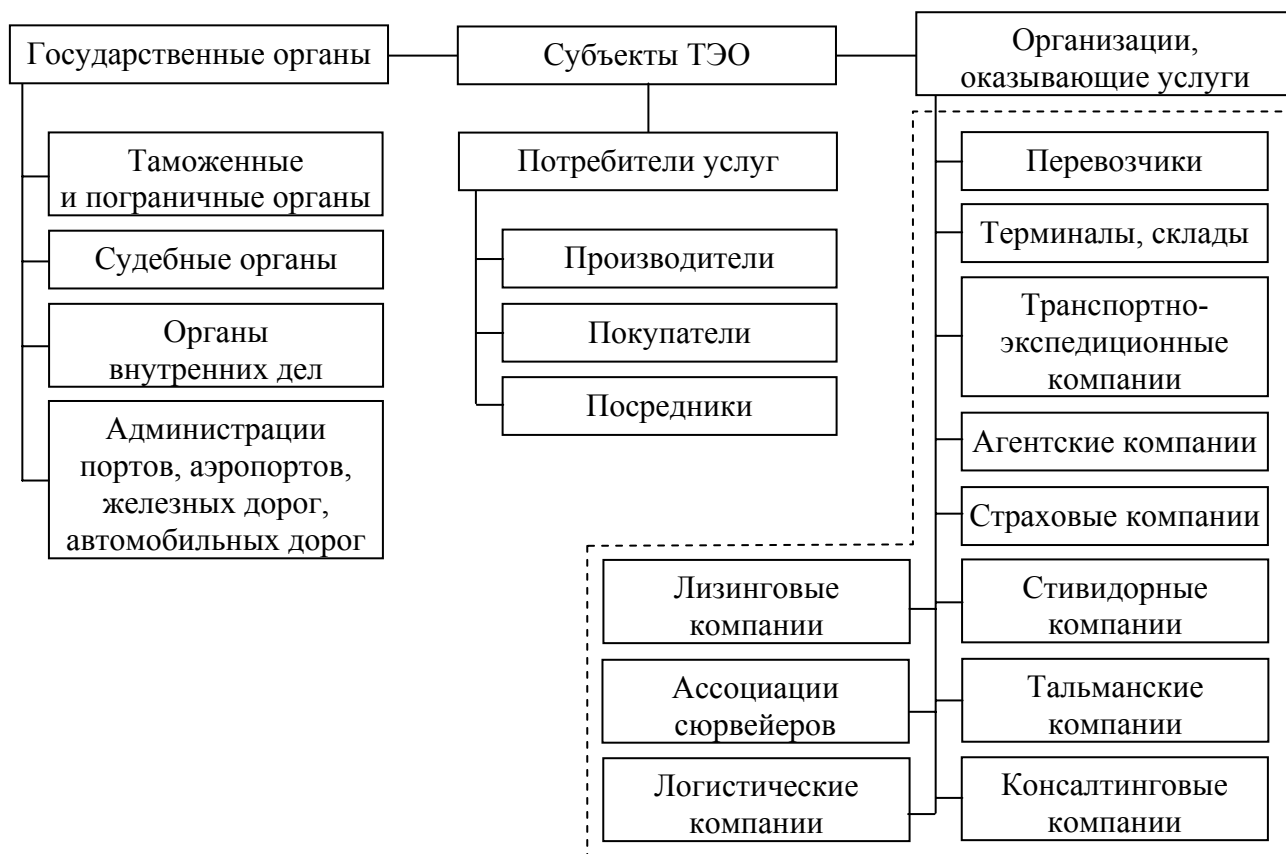 Государственные органы
Субъекты ТЭО
Организации,
оказывающие услуги
Таможенные
и пограничные органы
Судебные органы
Органы
внутренних дел
Администрации
портов, аэропортов,
железных дорог,
автомобильных дорог
Потребители услуг
Производители
Покупатели
Посредники
Перевозчики
Терминалы, склады
Транспортно-
экспедиционные
компании
Агентские компании
Страховые компании
Лизинговые
компании
Стивидорные
компании
Ассоциации
сюрвейеров
Тальманские
компании
Логистические
компании
Консалтинговые
компании